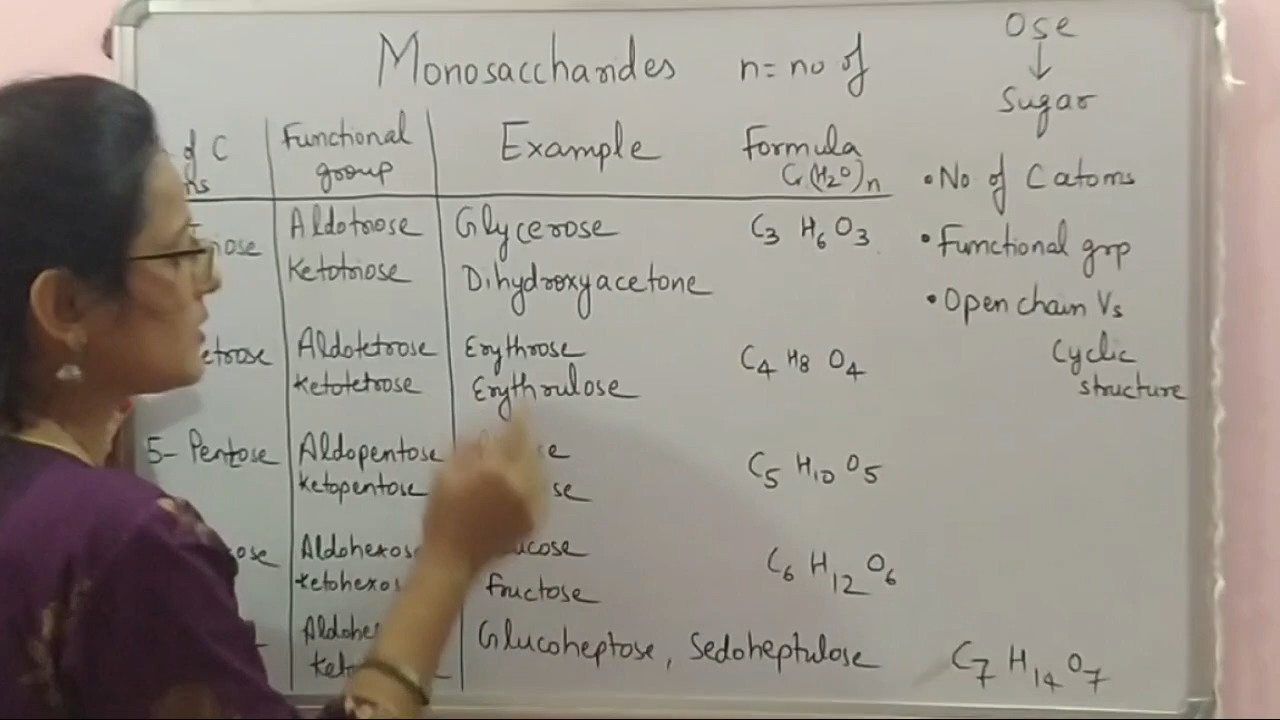 Monosaccharides n = no of
Ose
↓
Sugar
of C
Functional
group
Example
Formula
Cn(H2O)n
Aldotriose Glycerose C3 H6 O3
Ketotriose Dihydroxyacetone
Aldotetrose Erythrose C4 H8 O4
Ketotetrose Erythrulose
5- Pentose Aldopentose C5 H10 O5
Ketopentose
C6 H12 O6
Fructose
Glucoheptose, Sedoheptulose C7 H14 O7
• No of C atoms
• Functional grp
• Open chain Vs
Cyclic
structure